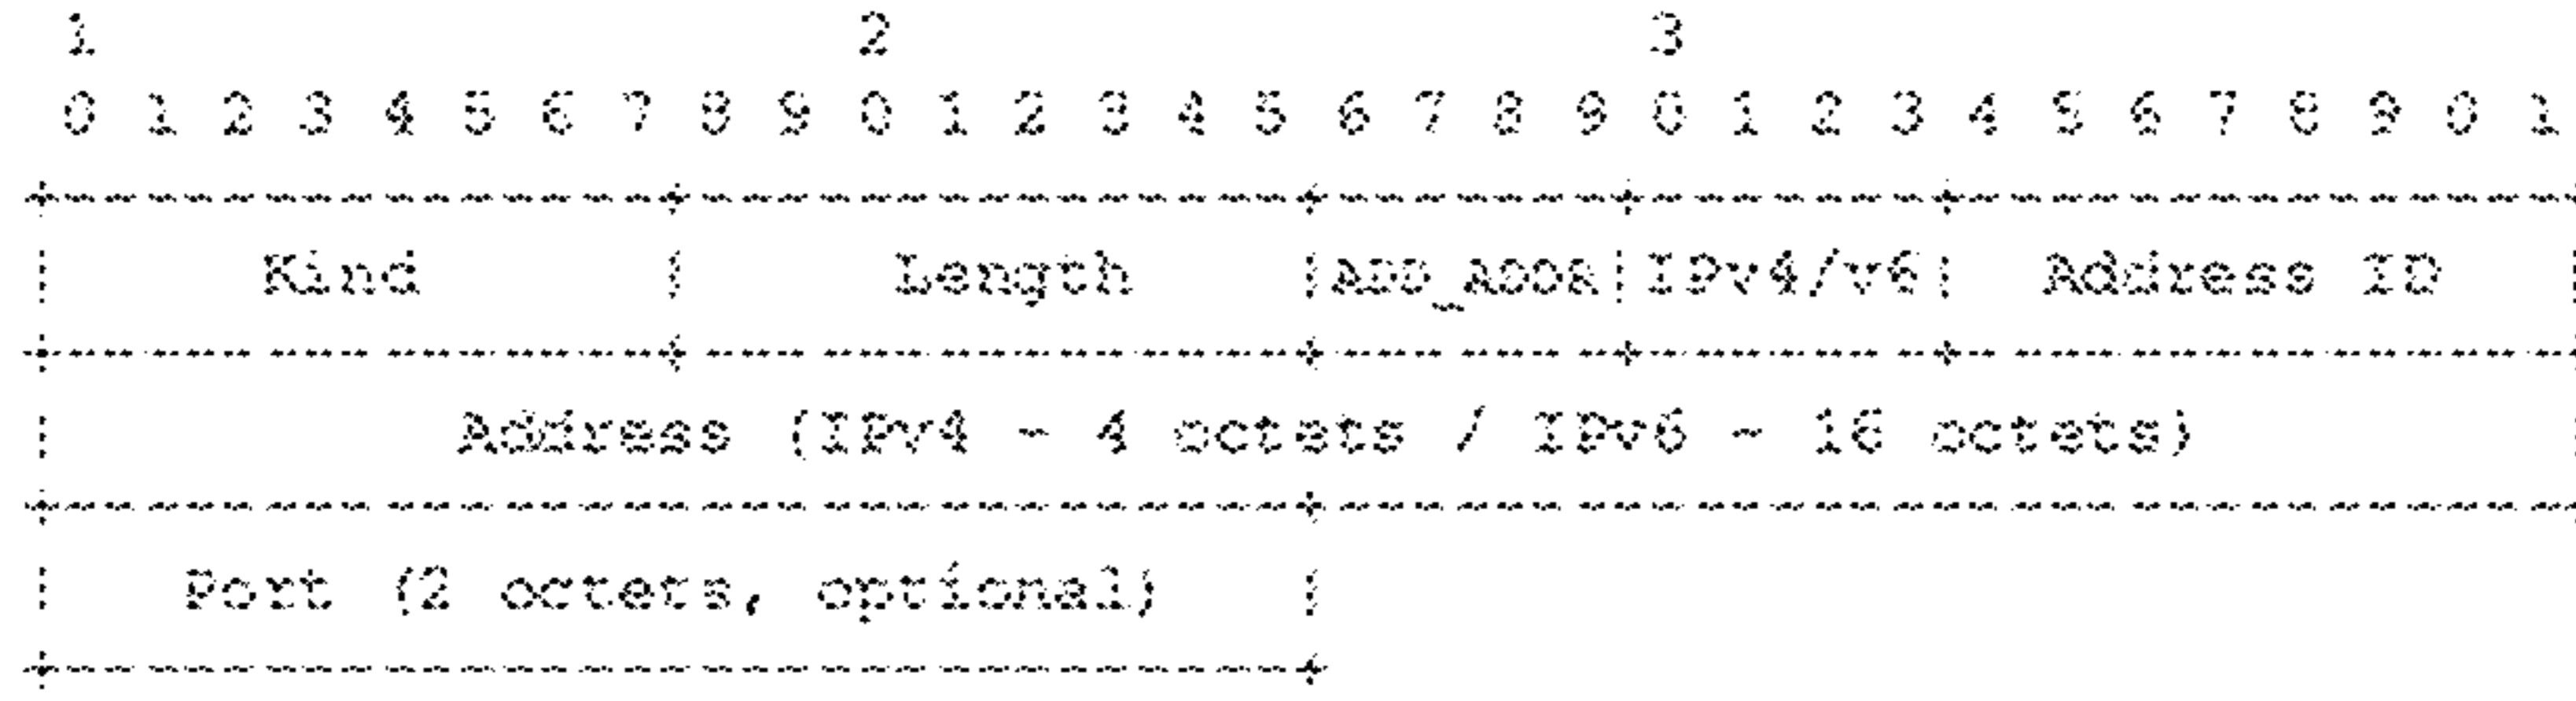 1 2 3
0 1 2 3 4 5 6 7 8 9 0 1 2 3 4 5 6 7 8 9 0 1 2 3 4 5 6 7 8 9 0 1
Kind | Length |ADD_ADDR|IPv4/v6| Address ID
Address (IPv4 - 4 octets / IPv6 - 16 octets)
Port (2 octets, optional)